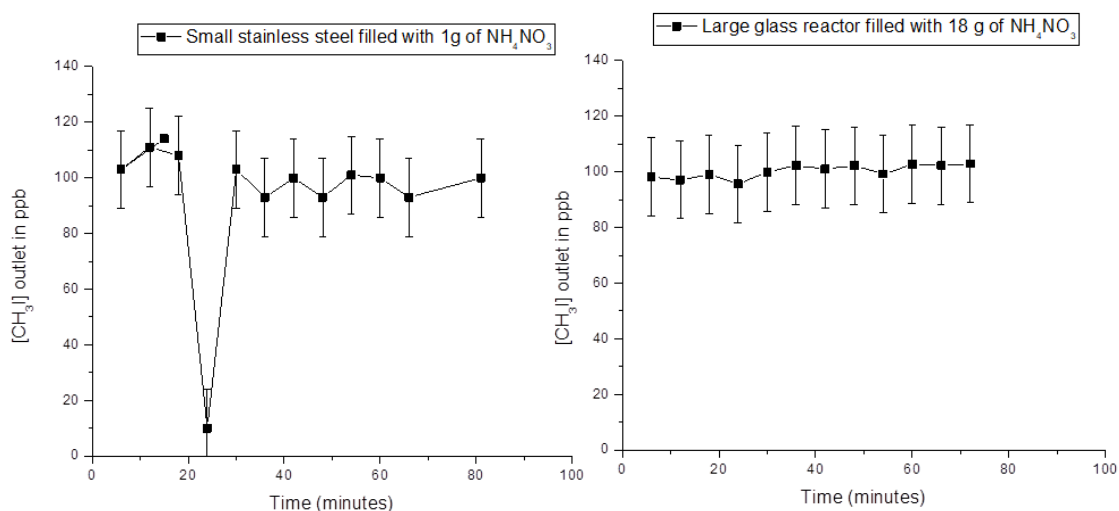 Small stainless steel filled with 1g of NH₄NO₃
140
120
100
80
60
40
20
0
[CH₃I] outlet in ppb
0 20 40 60 80 100
Time (minutes)
Large glass reactor filled with 18 g of NH₄NO₃
140
120
100
80
60
40
20
0
[CH₃I] outlet in ppb
0 20 40 60 80 100
Time (minutes)